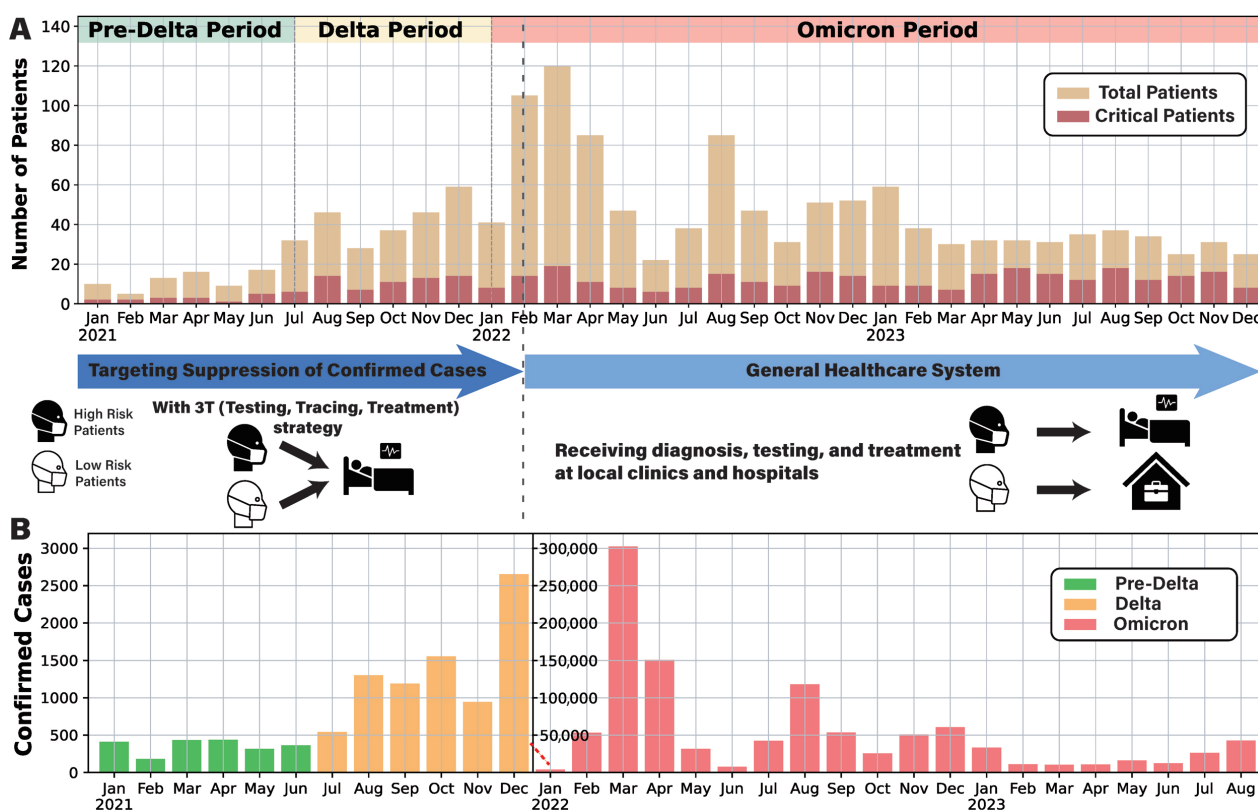 A
Pre-Delta Period
Delta Period
Omicron Period
Number of Patients
140
120
100
80
60
40
20
0
Total Patients
Critical Patients
Jan Feb Mar Apr May Jun Jul Aug Sep Oct Nov Dec Jan Feb Mar Apr May Jun Jul Aug Sep Oct Nov Dec Jan Feb Mar Apr May Jun Jul Aug Sep Oct Nov Dec
2021 2022 2023
Targeting Suppression of Confirmed Cases
General Healthcare System
High Risk
Patients
Low Risk
Patients
With 3T (Testing, Tracing, Treatment)
strategy
Receiving diagnosis, testing, and treatment
at local clinics and hospitals
B
Confirmed Cases
3000
2500
2000
1500
1000
500
0
300,000
250,000
200,000
150,000
100,000
50,000
Pre-Delta
Delta
Omicron
Jan Feb Mar Apr May Jun Jul Aug Sep Oct Nov Dec Jan Feb Mar Apr May Jun Jul Aug Sep Oct Nov Dec Jan Feb Mar Apr May Jun Jul Aug
2021 2022 2023